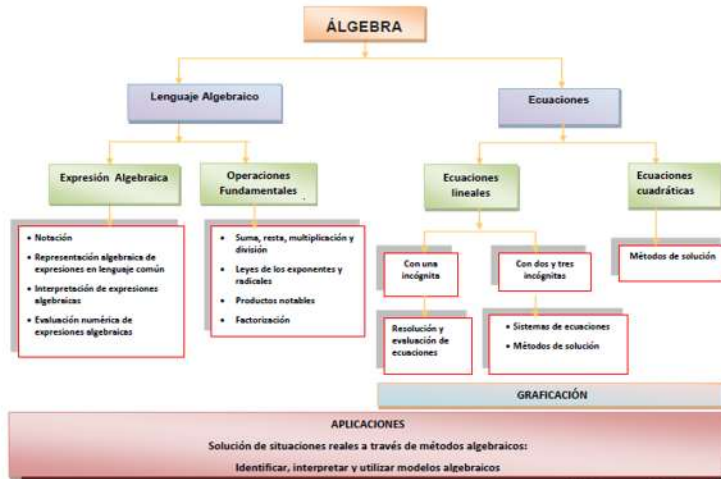 ÁLGEBRA
Lenguaje Algebraico
Ecuaciones
Expresión Algebraica
Operaciones
Fundamentales
Ecuaciones
lineales
Ecuaciones
cuadráticas
• Notación
• Representación algebraica de
expresiones en lenguaje común
• Interpretación de expresiones
algebraicas
• Evaluación numérica de
expresiones algebraicas
• Suma, resta, multiplicación y
división
• Leyes de los exponentes y
radicales
• Productos notables
• Factorización
Con una
incógnita
Con dos y tres
incógnitas
Métodos de solución
Resolución y
evaluación de
ecuaciones
• Sistemas de ecuaciones
• Métodos de solución
GRAFICACIÓN
APLICACIONES
Solución de situaciones reales a través de métodos algebraicos:
Identificar, interpretar y utilizar modelos algebraicos